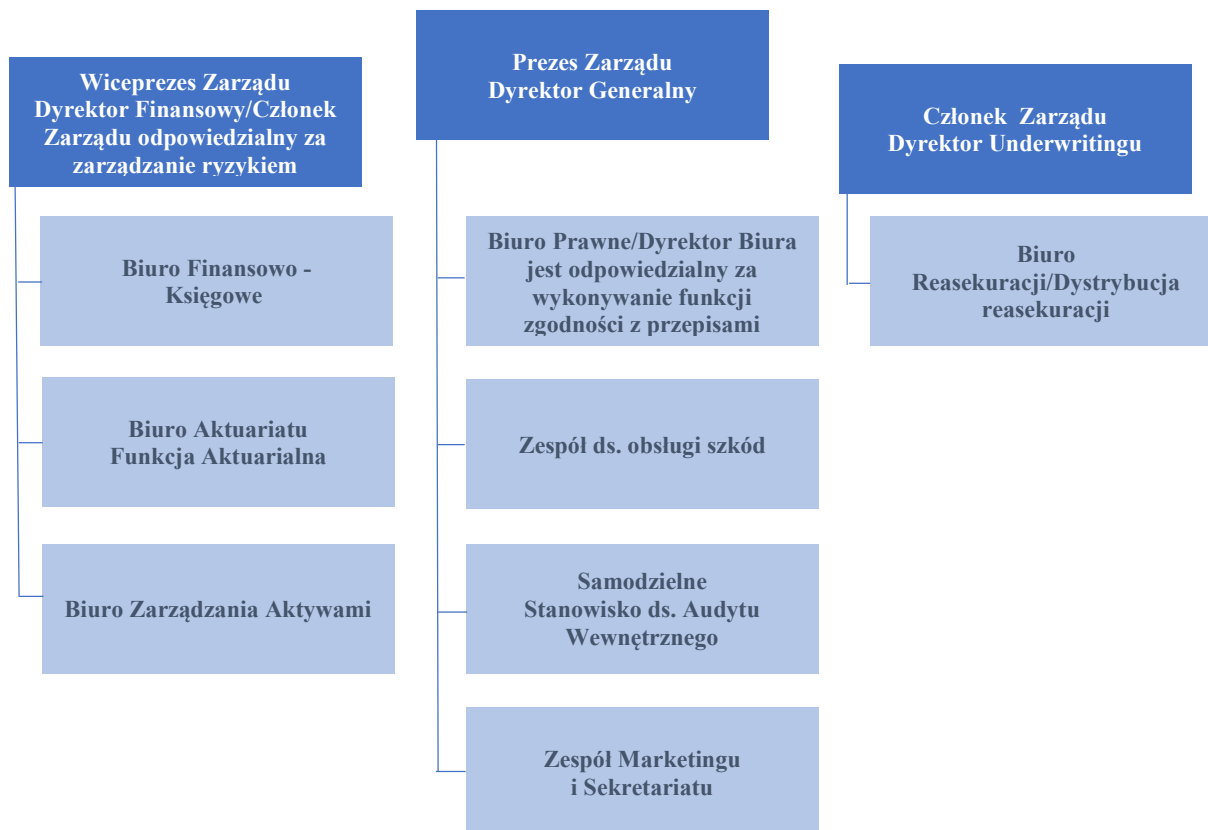 Wiceprezes Zarządu
Dyrektor Finansowy/Członek
Zarządu odpowiedzialny za
zarządzanie ryzykiem
Biuro Finansowo -
Księgowe
Biuro Aktuariatu
Funkcja Aktuarialna
Biuro Zarządzania Aktywami
Prezes Zarządu
Dyrektor Generalny
Biuro Prawne/Dyrektor Biura
jest odpowiedzialny za
wykonywanie funkcji
zgodności z przepisami
Zespół ds. obsługi szkód
Samodzielne
Stanowisko ds. Audytu
Wewnętrznego
Zespół Marketingu
i Sekretariatu
Członek Zarządu
Dyrektor Underwritingu
Biuro
Reasekuracji/Dystrybucja
reasekuracji